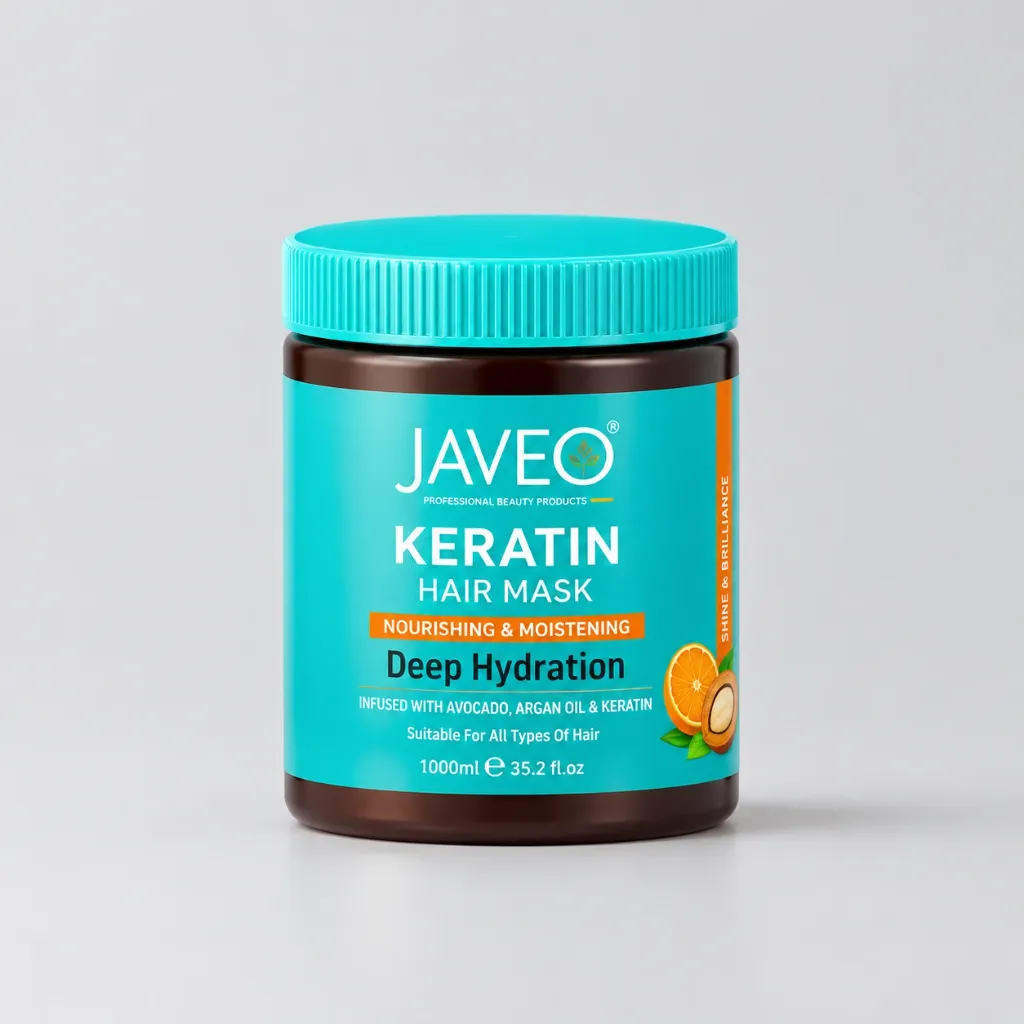 JAVEO®
PROFESSIONAL BEAUTY PRODUCTS
KERATIN
HAIR MASK
NOURISHING & MOISTENING
Deep Hydration
INFUSED WITH AVOCADO, ARGAN OIL & KERATIN
Suitable For All Types Of Hair
1000ml ℮ 35.2 fl.oz
SHINE & BRILLIANCE